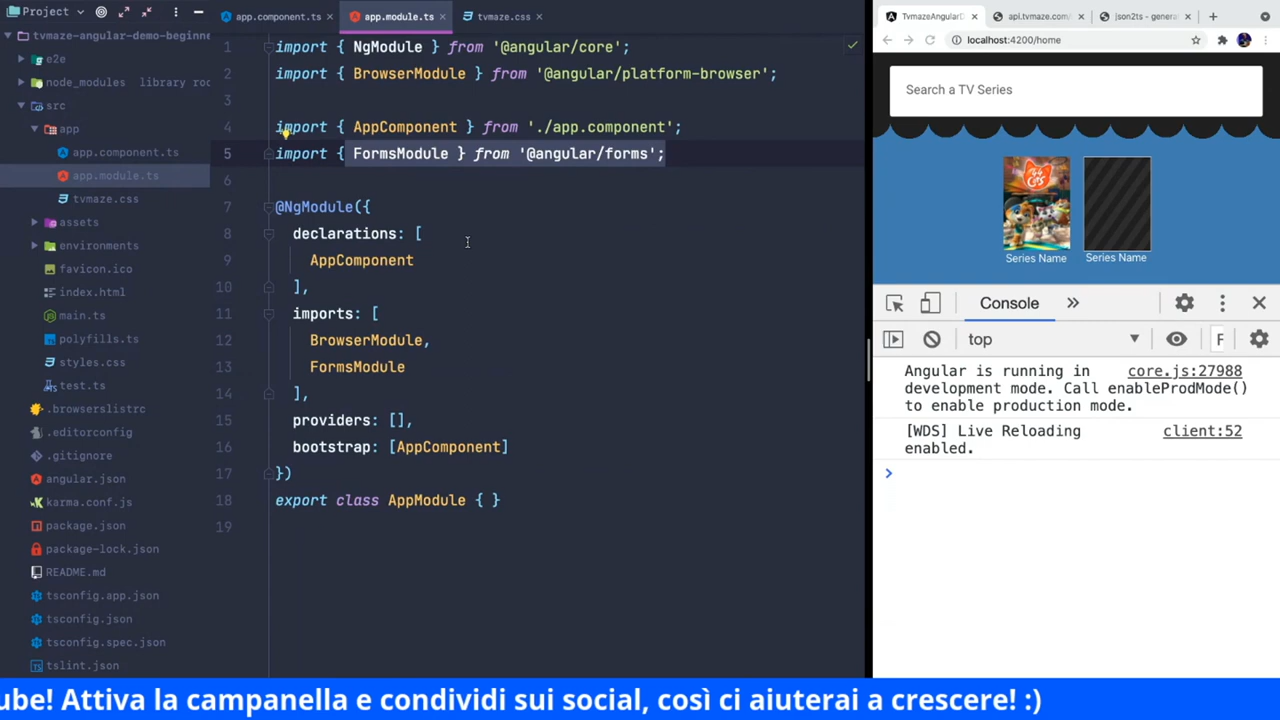 Project
app.component.ts
app.module.ts
tvmaze.css
tvmaze-angular-demo-beginne
e2e
node_modules library roo
src
app
app.component.ts
app.module.ts
tvmaze.css
assets
environments
favicon.ico
index.html
main.ts
polyfills.ts
styles.css
test.ts
.browserslistrc
.editorconfig
.gitignore
angular.json
karma.conf.js
package.json
package-lock.json
README.md
tsconfig.app.json
tsconfig.json
tsconfig.spec.json
tslint.json
1 import { NgModule } from '@angular/core';
2 import { BrowserModule } from '@angular/platform-browser';
3
4 import { AppComponent } from './app.component';
5 import { FormsModule } from '@angular/forms';
6
7 @NgModule({
8 declarations: [
9 AppComponent
10 ],
11 imports: [
12 BrowserModule,
13 FormsModule
14 ],
15 providers: [],
16 bootstrap: [AppComponent]
17 })
18 export class AppModule { }
19
TvmazeAngularD
api.tvmaze.com/
json2ts - genera
localhost:4200/home
Search a TV Series
44 CATS
Series Name
Series Name
Console
top
F
Angular is running in core.js:27988
development mode. Call enableProdMode()
to enable production mode.
[WDS] Live Reloading client:52
enabled.
ube! Attiva la campanella e condividi sui social, così ci aiuterai a crescere! :)